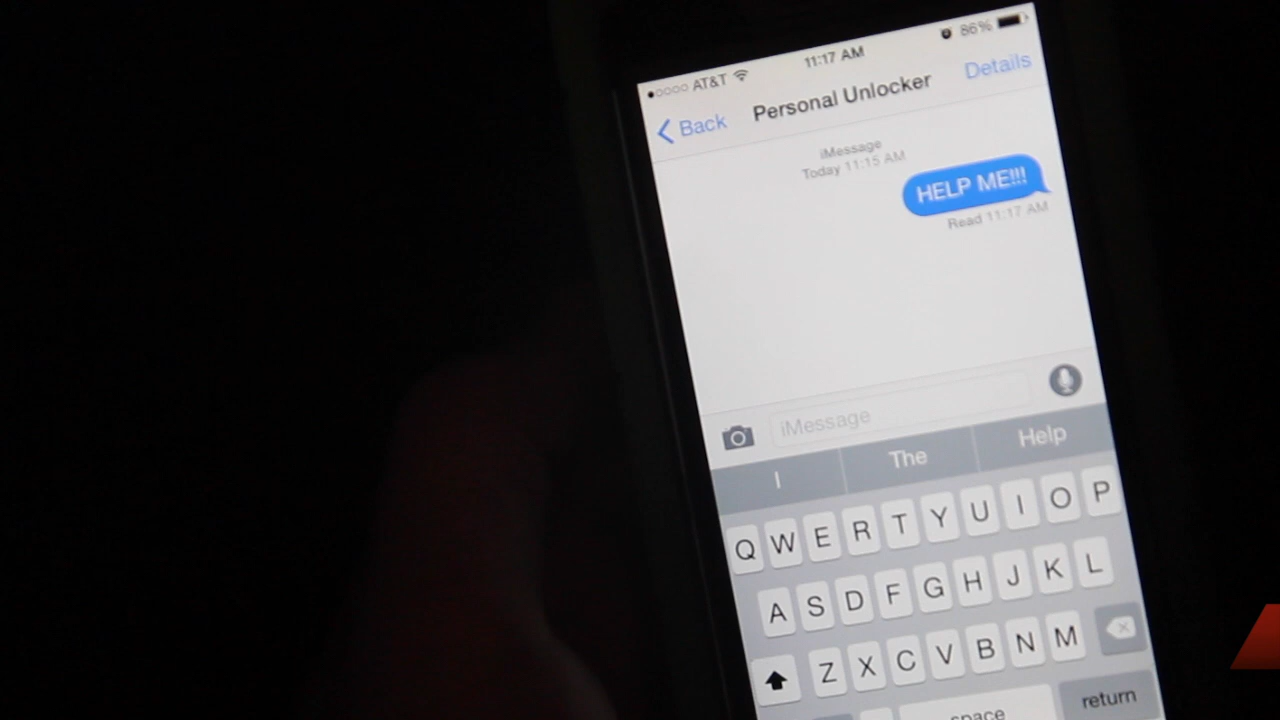 AT&T 11:17 AM 86%
Back Personal Unlocker Details
iMessage
Today 11:15 AM
HELP ME!!!
Read 11:17 AM
iMessage
I The Help
Q W E R T Y U I O P
A S D F G H J K L
Z X C V B N M
space return